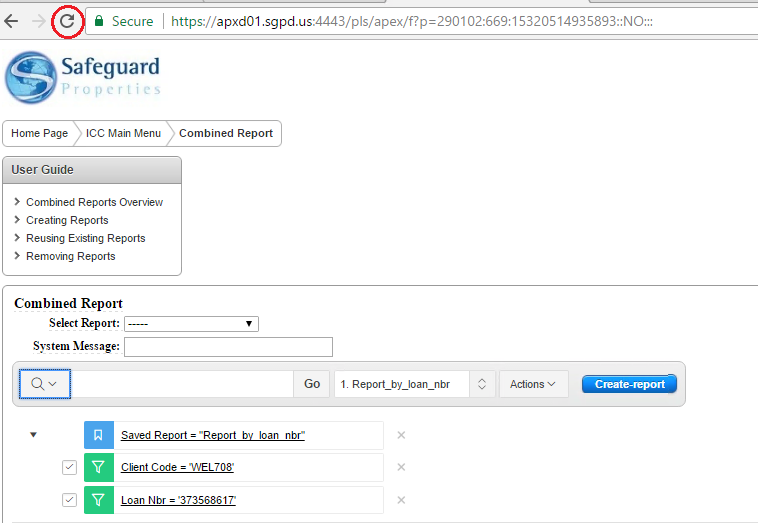 Secure https://apxd01.sgpd.us:4443/pls/apex/f?p=290102:669:15320514935893::NO:::
Safeguard
Properties
Home Page ICC Main Menu Combined Report
User Guide
Combined Reports Overview
Creating Reports
Reusing Existing Reports
Removing Reports
Combined Report
Select Report: -----
System Message:
Go 1. Report_by_loan_nbr Actions Create-report
Saved Report = "Report_by_loan_nbr"
Client Code = 'WEL708'
Loan Nbr = '373568617'